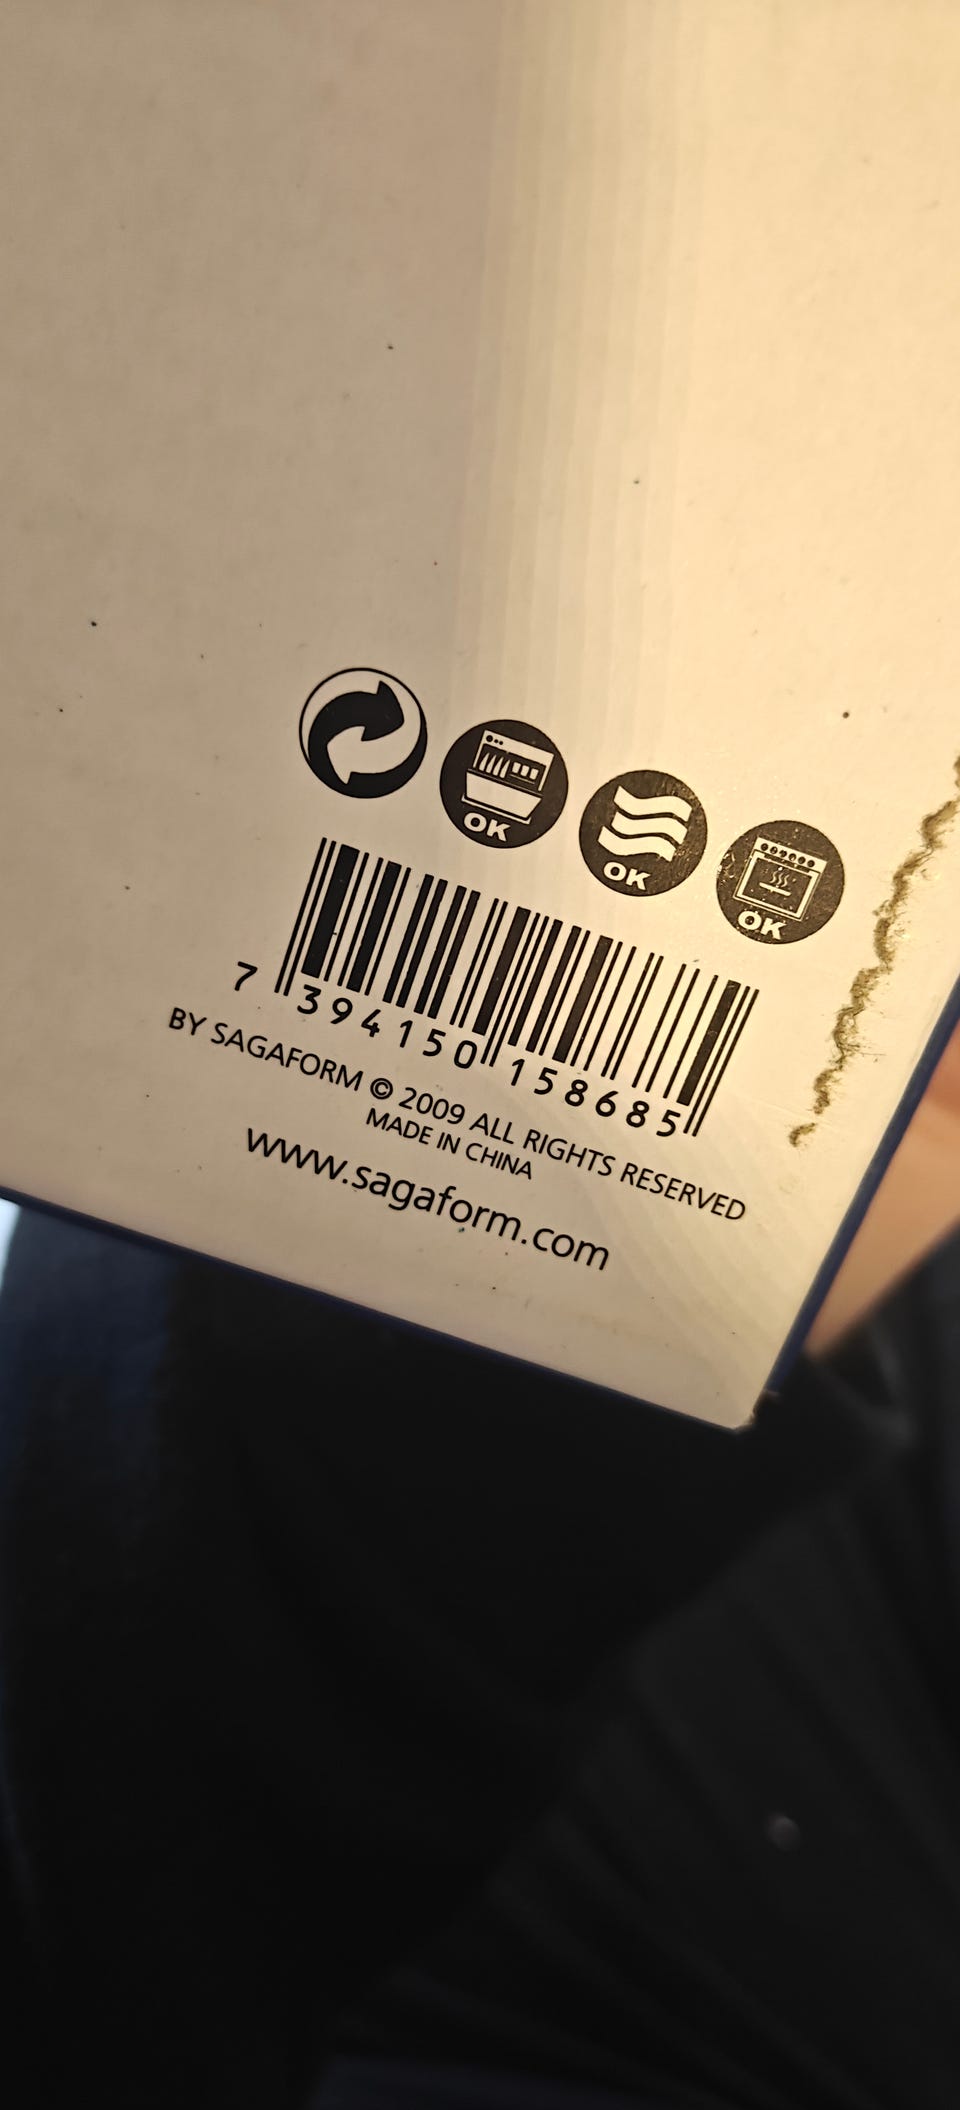 OK
OK
OK
7 394150 158685
BY SAGAFORM © 2009 ALL RIGHTS RESERVED
MADE IN CHINA
www.sagaform.com